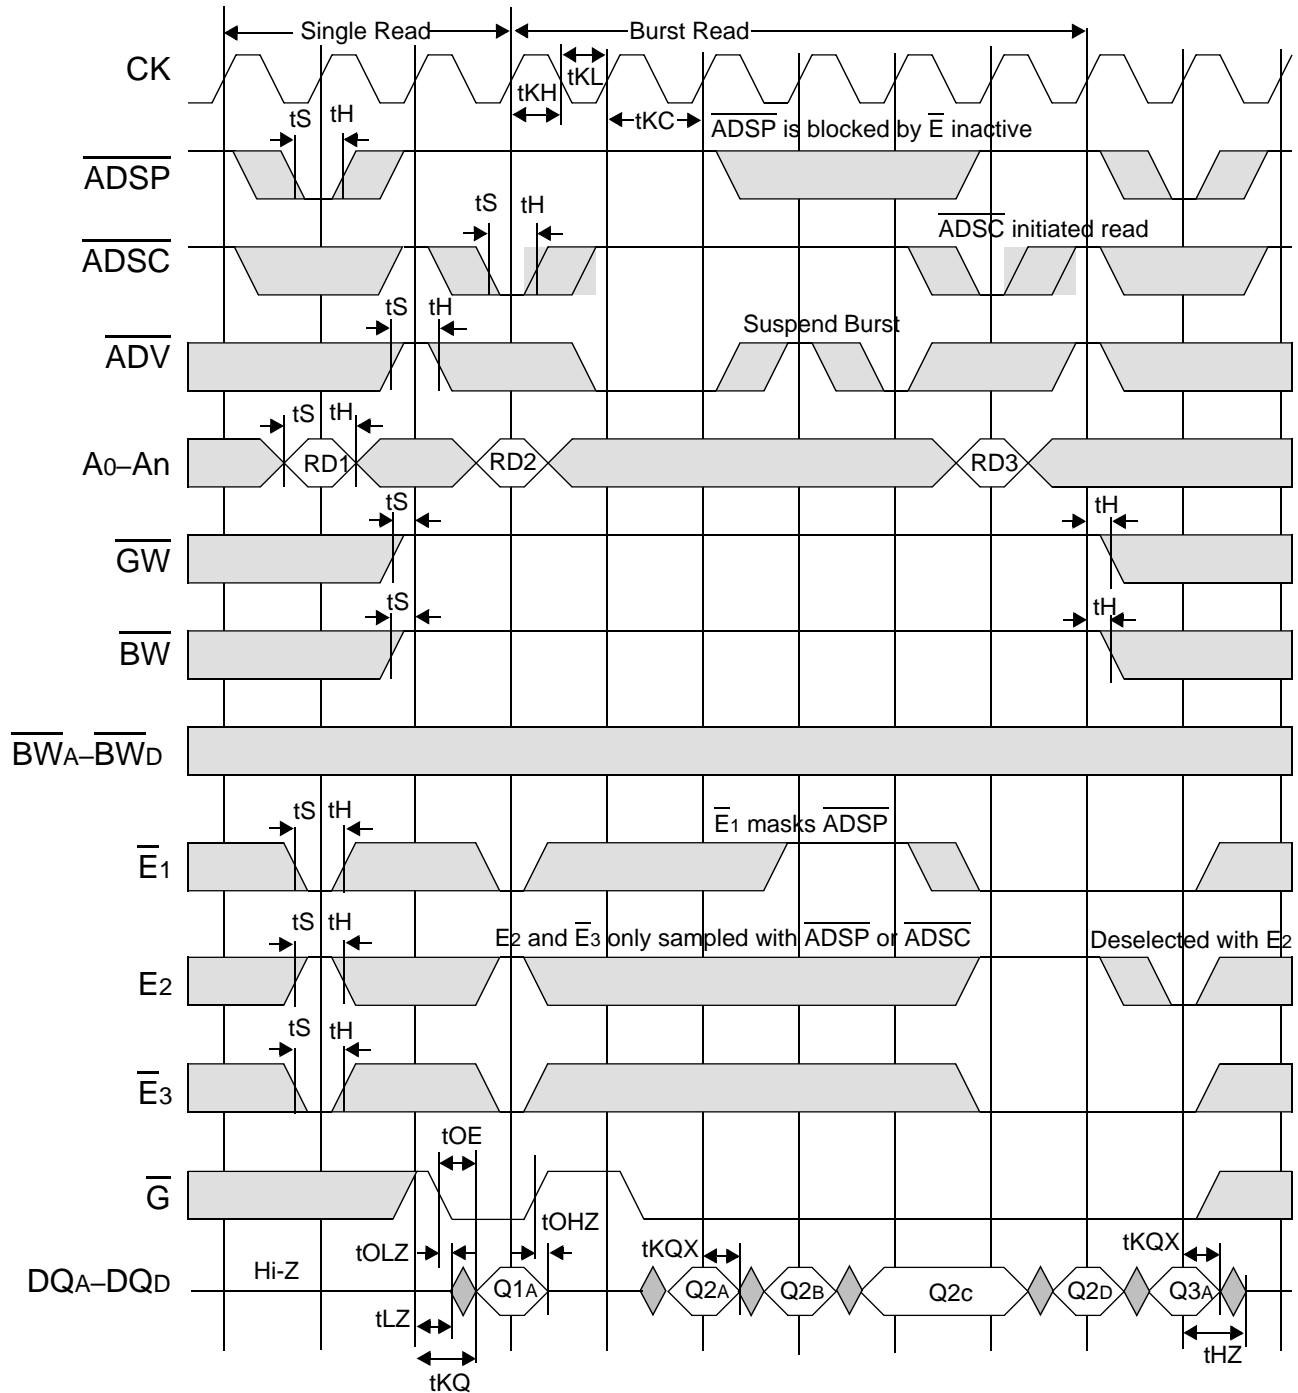 Single Read
Burst Read
CK
tKL
tKH
tKC
tS
tH
ADSP is blocked by E inactive
ADSP
tS
tH
ADSC initiated read
ADSC
tS
tH
Suspend Burst
ADV
tS
tH
A0–An
RD1
RD2
RD3
tS
tH
GW
tS
tH
BW
BWA–BWD
tS
tH
E1 masks ADSP
E1
tS
tH
E2 and E3 only sampled with ADSP or ADSC
Deselected with E2
E2
tS
tH
E3
tOE
G
tOHZ
tOLZ
tKQX
tKQX
DQA–DQD
Hi-Z
Q1A
Q2A
Q2B
Q2c
Q2D
Q3A
tLZ
tHZ
tKQ